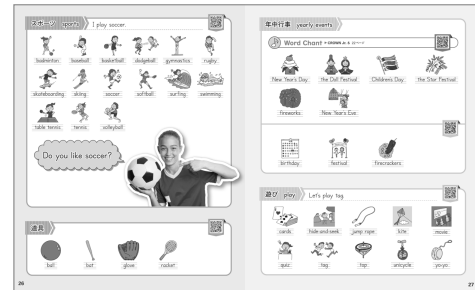 スポーツ sports
I play soccer.
badminton baseball basketball dodgeball gymnastics rugby
skateboarding skiing soccer softball surfing swimming
table tennis tennis volleyball
Do you like soccer?
道具
ball bat glove racket
26
年中行事 yearly events
Word Chant
New Year's Day the Doll Festival Children's Day the Star Festival
fireworks New Year's Eve
birthday festival firecrackers
遊び play
Let's play tag.
cards hide-and-seek jump rope kite movie
quiz tag top unicycle yo-yo
27